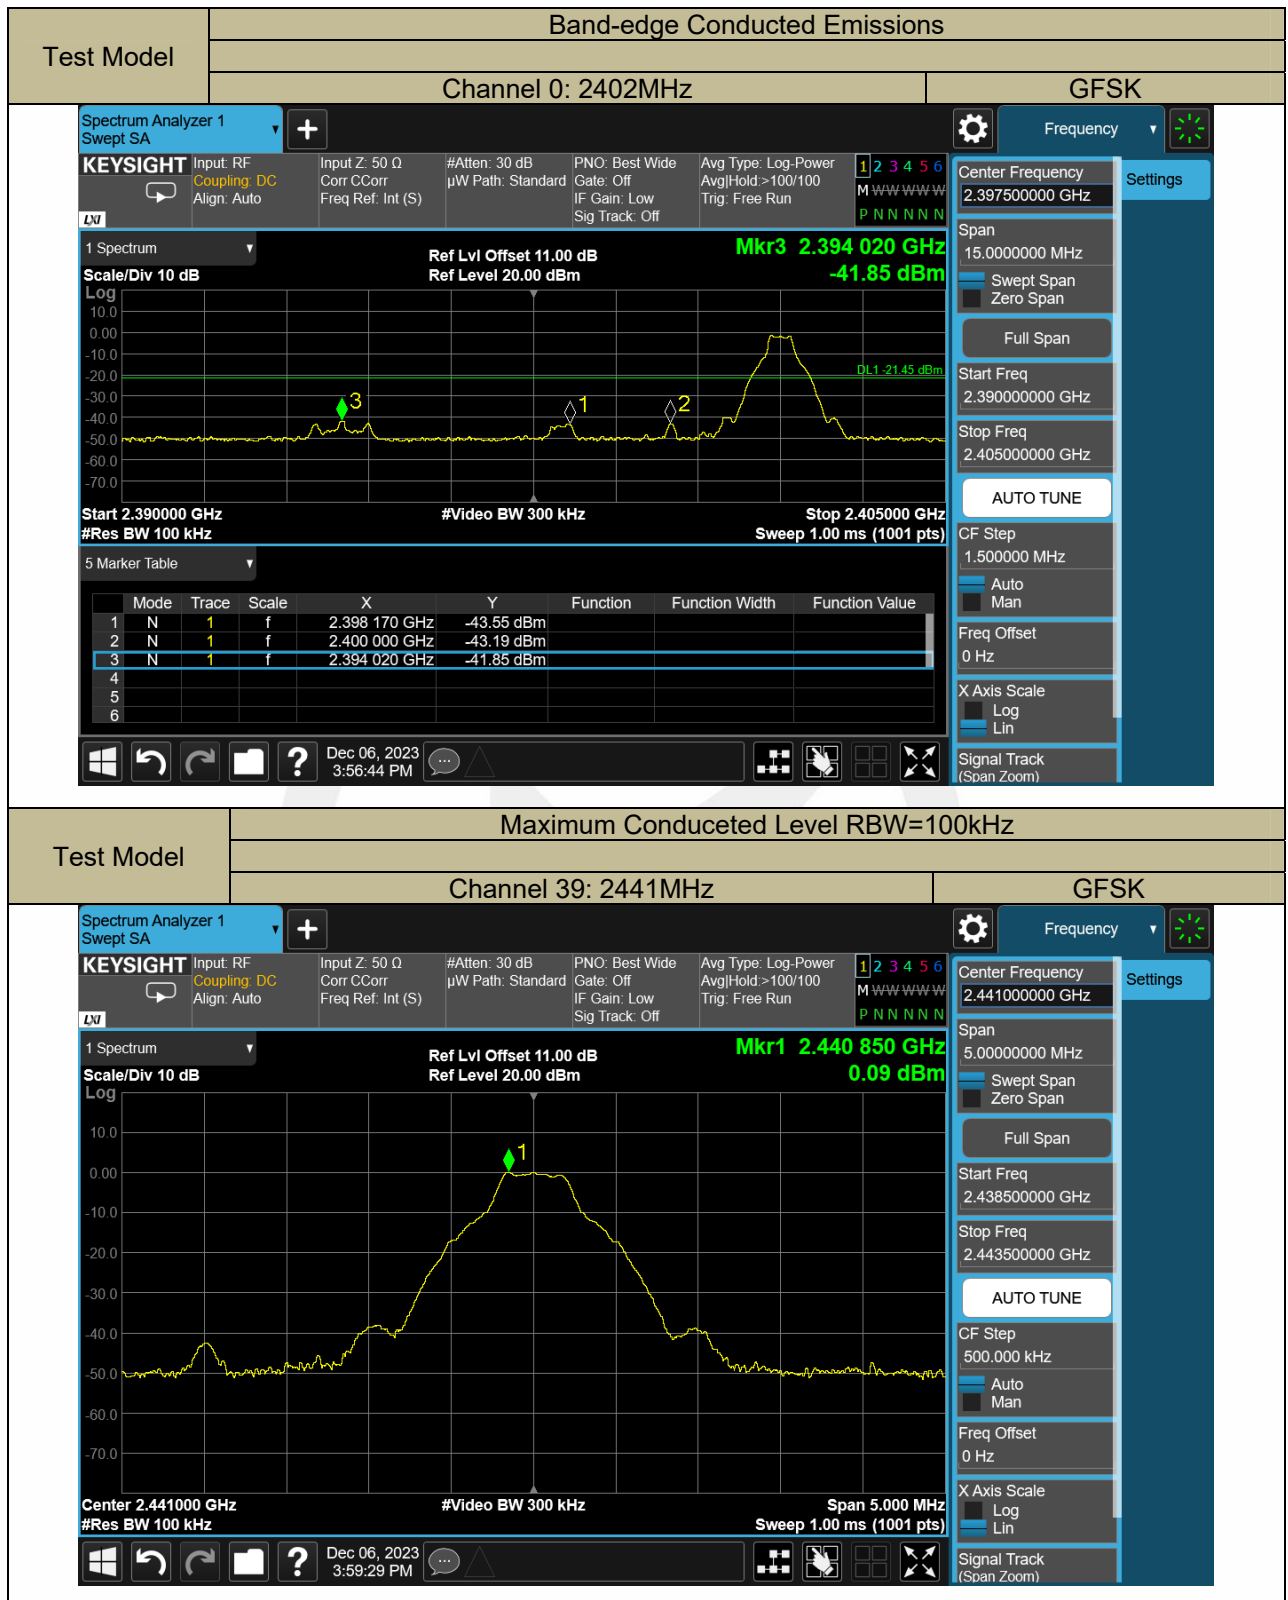 Test Model
Band-edge Conducted Emissions
Channel 0: 2402MHz GFSK
Spectrum Analyzer 1
Swept SA
+
Frequency
KEYSIGHT
LXI
Input: RF
Coupling: DC
Align: Auto
Input Z: 50 Ω
Corr CCorr
Freq Ref: Int (S)
#Atten: 30 dB
µW Path: Standard
PNO: Best Wide
Gate: Off
IF Gain: Low
Sig Track: Off
Avg Type: Log-Power
Avg|Hold:>100/100
Trig: Free Run
1 2 3 4 5 6
M W W W W W
P N N N N N
1 Spectrum
Scale/Div 10 dB
Ref Lvl Offset 11.00 dB
Ref Level 20.00 dBm
Mkr3 2.394 020 GHz
-41.85 dBm
Log
10.0
0.00
-10.0
-20.0
-30.0
-40.0
-50.0
-60.0
-70.0
DL1 -21.45 dBm
3
1
2
Start 2.390000 GHz
#Res BW 100 kHz
#Video BW 300 kHz
Stop 2.405000 GHz
Sweep 1.00 ms (1001 pts)
5 Marker Table
Mode Trace Scale X Y Function Function Width Function Value
1 N 1 f 2.398 170 GHz -43.55 dBm
2 N 1 f 2.400 000 GHz -43.19 dBm
3 N 1 f 2.394 020 GHz -41.85 dBm
4
5
6
?
Dec 06, 2023
3:56:44 PM
Center Frequency
2.397500000 GHz
Settings
Span
15.0000000 MHz
Swept Span
Zero Span
Full Span
Start Freq
2.390000000 GHz
Stop Freq
2.405000000 GHz
AUTO TUNE
CF Step
1.500000 MHz
Auto
Man
Freq Offset
0 Hz
X Axis Scale
Log
Lin
Signal Track
(Span Zoom)
Test Model
Maximum Conduceted Level RBW=100kHz
Channel 39: 2441MHz GFSK
Spectrum Analyzer 1
Swept SA
+
Frequency
KEYSIGHT
LXI
Input: RF
Coupling: DC
Align: Auto
Input Z: 50 Ω
Corr CCorr
Freq Ref: Int (S)
#Atten: 30 dB
µW Path: Standard
PNO: Best Wide
Gate: Off
IF Gain: Low
Sig Track: Off
Avg Type: Log-Power
Avg|Hold:>100/100
Trig: Free Run
1 2 3 4 5 6
M W W W W W
P N N N N N
1 Spectrum
Scale/Div 10 dB
Ref Lvl Offset 11.00 dB
Ref Level 20.00 dBm
Mkr1 2.440 850 GHz
0.09 dBm
Log
10.0
0.00
-10.0
-20.0
-30.0
-40.0
-50.0
-60.0
-70.0
1
Center 2.441000 GHz
#Res BW 100 kHz
#Video BW 300 kHz
Span 5.000 MHz
Sweep 1.00 ms (1001 pts)
?
Dec 06, 2023
3:59:29 PM
Center Frequency
2.441000000 GHz
Settings
Span
5.00000000 MHz
Swept Span
Zero Span
Full Span
Start Freq
2.438500000 GHz
Stop Freq
2.443500000 GHz
AUTO TUNE
CF Step
500.000 kHz
Auto
Man
Freq Offset
0 Hz
X Axis Scale
Log
Lin
Signal Track
(Span Zoom)